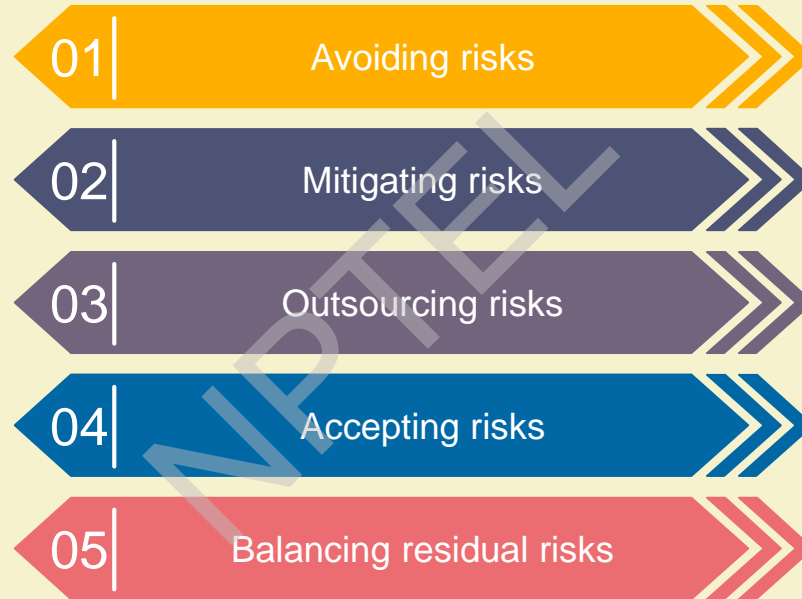 01 Avoiding risks
02 Mitigating risks
03 Outsourcing risks
04 Accepting risks
05 Balancing residual risks
NPTEL